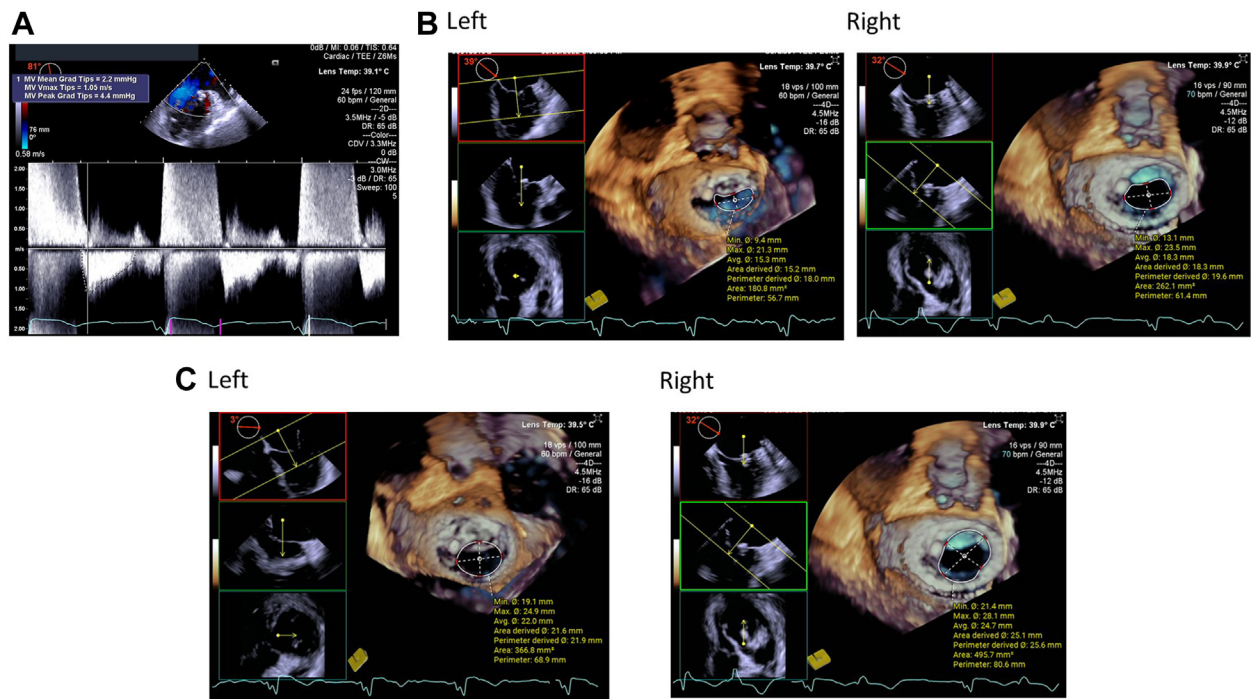 A
0dB / MI: 0.06 / TIS: 0.64
Cardiac / TEE / Z6Ms
Lens Temp: 39.1° C
81°
1 MV Mean Grad Tips = 2.2 mmHg
MV Vmax Tips = 1.05 m/s
MV Peak Grad Tips = 4.4 mmHg
24 fps / 120 mm
60 bpm / General
---2D---
3.5MHz / -5 dB
DR: 65 dB
---Color---
CDV / 3.3MHz
0 dB
---CW---
3.0MHz
-3 dB / DR: 65
Sweep: 100
5
76 mm
0°
0.58 m/s
2.00
1.50
1.00
0.50
m/s
0.50
1.00
1.50
2.00
B Left
39°
Lens Temp: 39.7° C
18 vps / 100 mm
60 bpm / General
---4D---
4.5MHz
-16 dB
DR: 65 dB
Min. Ø: 9.4 mm
Max. Ø: 21.3 mm
Avg. Ø: 15.3 mm
Area derived Ø: 15.2 mm
Perimeter derived Ø: 18.0 mm
Area: 180.8 mm²
Perimeter: 56.7 mm
Right
32°
Lens Temp: 39.9° C
16 vps / 90 mm
70 bpm / General
---4D---
4.5MHz
-12 dB
DR: 65 dB
Min. Ø: 13.1 mm
Max. Ø: 23.5 mm
Avg. Ø: 18.3 mm
Area derived Ø: 18.3 mm
Perimeter derived Ø: 19.6 mm
Area: 262.1 mm²
Perimeter: 61.4 mm
C Left
3°
Lens Temp: 39.5° C
18 vps / 100 mm
60 bpm / General
---4D---
4.5MHz
-16 dB
DR: 65 dB
Min. Ø: 19.1 mm
Max. Ø: 24.9 mm
Avg. Ø: 22.0 mm
Area derived Ø: 21.6 mm
Perimeter derived Ø: 21.9 mm
Area: 366.8 mm²
Perimeter: 68.9 mm
Right
32°
Lens Temp: 39.9° C
16 vps / 90 mm
70 bpm / General
---4D---
4.5MHz
-12 dB
DR: 65 dB
Min. Ø: 21.4 mm
Max. Ø: 28.1 mm
Avg. Ø: 24.7 mm
Area derived Ø: 25.1 mm
Perimeter derived Ø: 25.6 mm
Area: 495.7 mm²
Perimeter: 80.6 mm